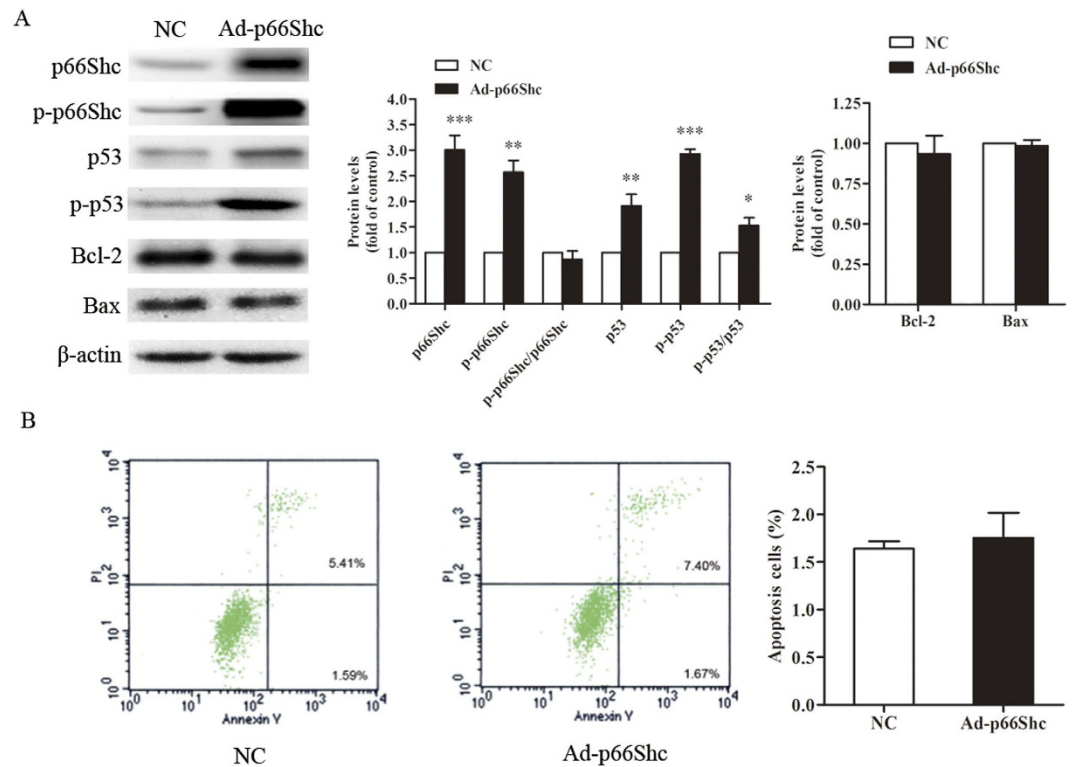 A
NC Ad-p66Shc
p66Shc
p-p66Shc
p53
p-p53
Bcl-2
Bax
β-actin
NC
Ad-p66Shc
Protein levels
(fold of control)
4.0
3.5
3.0
2.5
2.0
1.5
1.0
0.5
0.0
*** ** ** *** *
p66Shc p-p66Shc p-p66Shc/p66Shc p53 p-p53 p-p53/p53
NC
Ad-p66Shc
Protein levels
(fold of control)
1.25
1.00
0.75
0.50
0.25
0.00
Bcl-2 Bax
B
PI
10^4
10^3
10^2
10^1
10^0
5.41%
1.59%
10^0 10^1 10^2 10^3 10^4
Annexin V
NC
PI
10^4
10^3
10^2
10^1
10^0
7.40%
1.67%
10^0 10^1 10^2 10^3 10^4
Annexin V
Ad-p66Shc
Apoptosis cells (%)
2.5
2.0
1.5
1.0
0.5
0.0
NC Ad-p66Shc